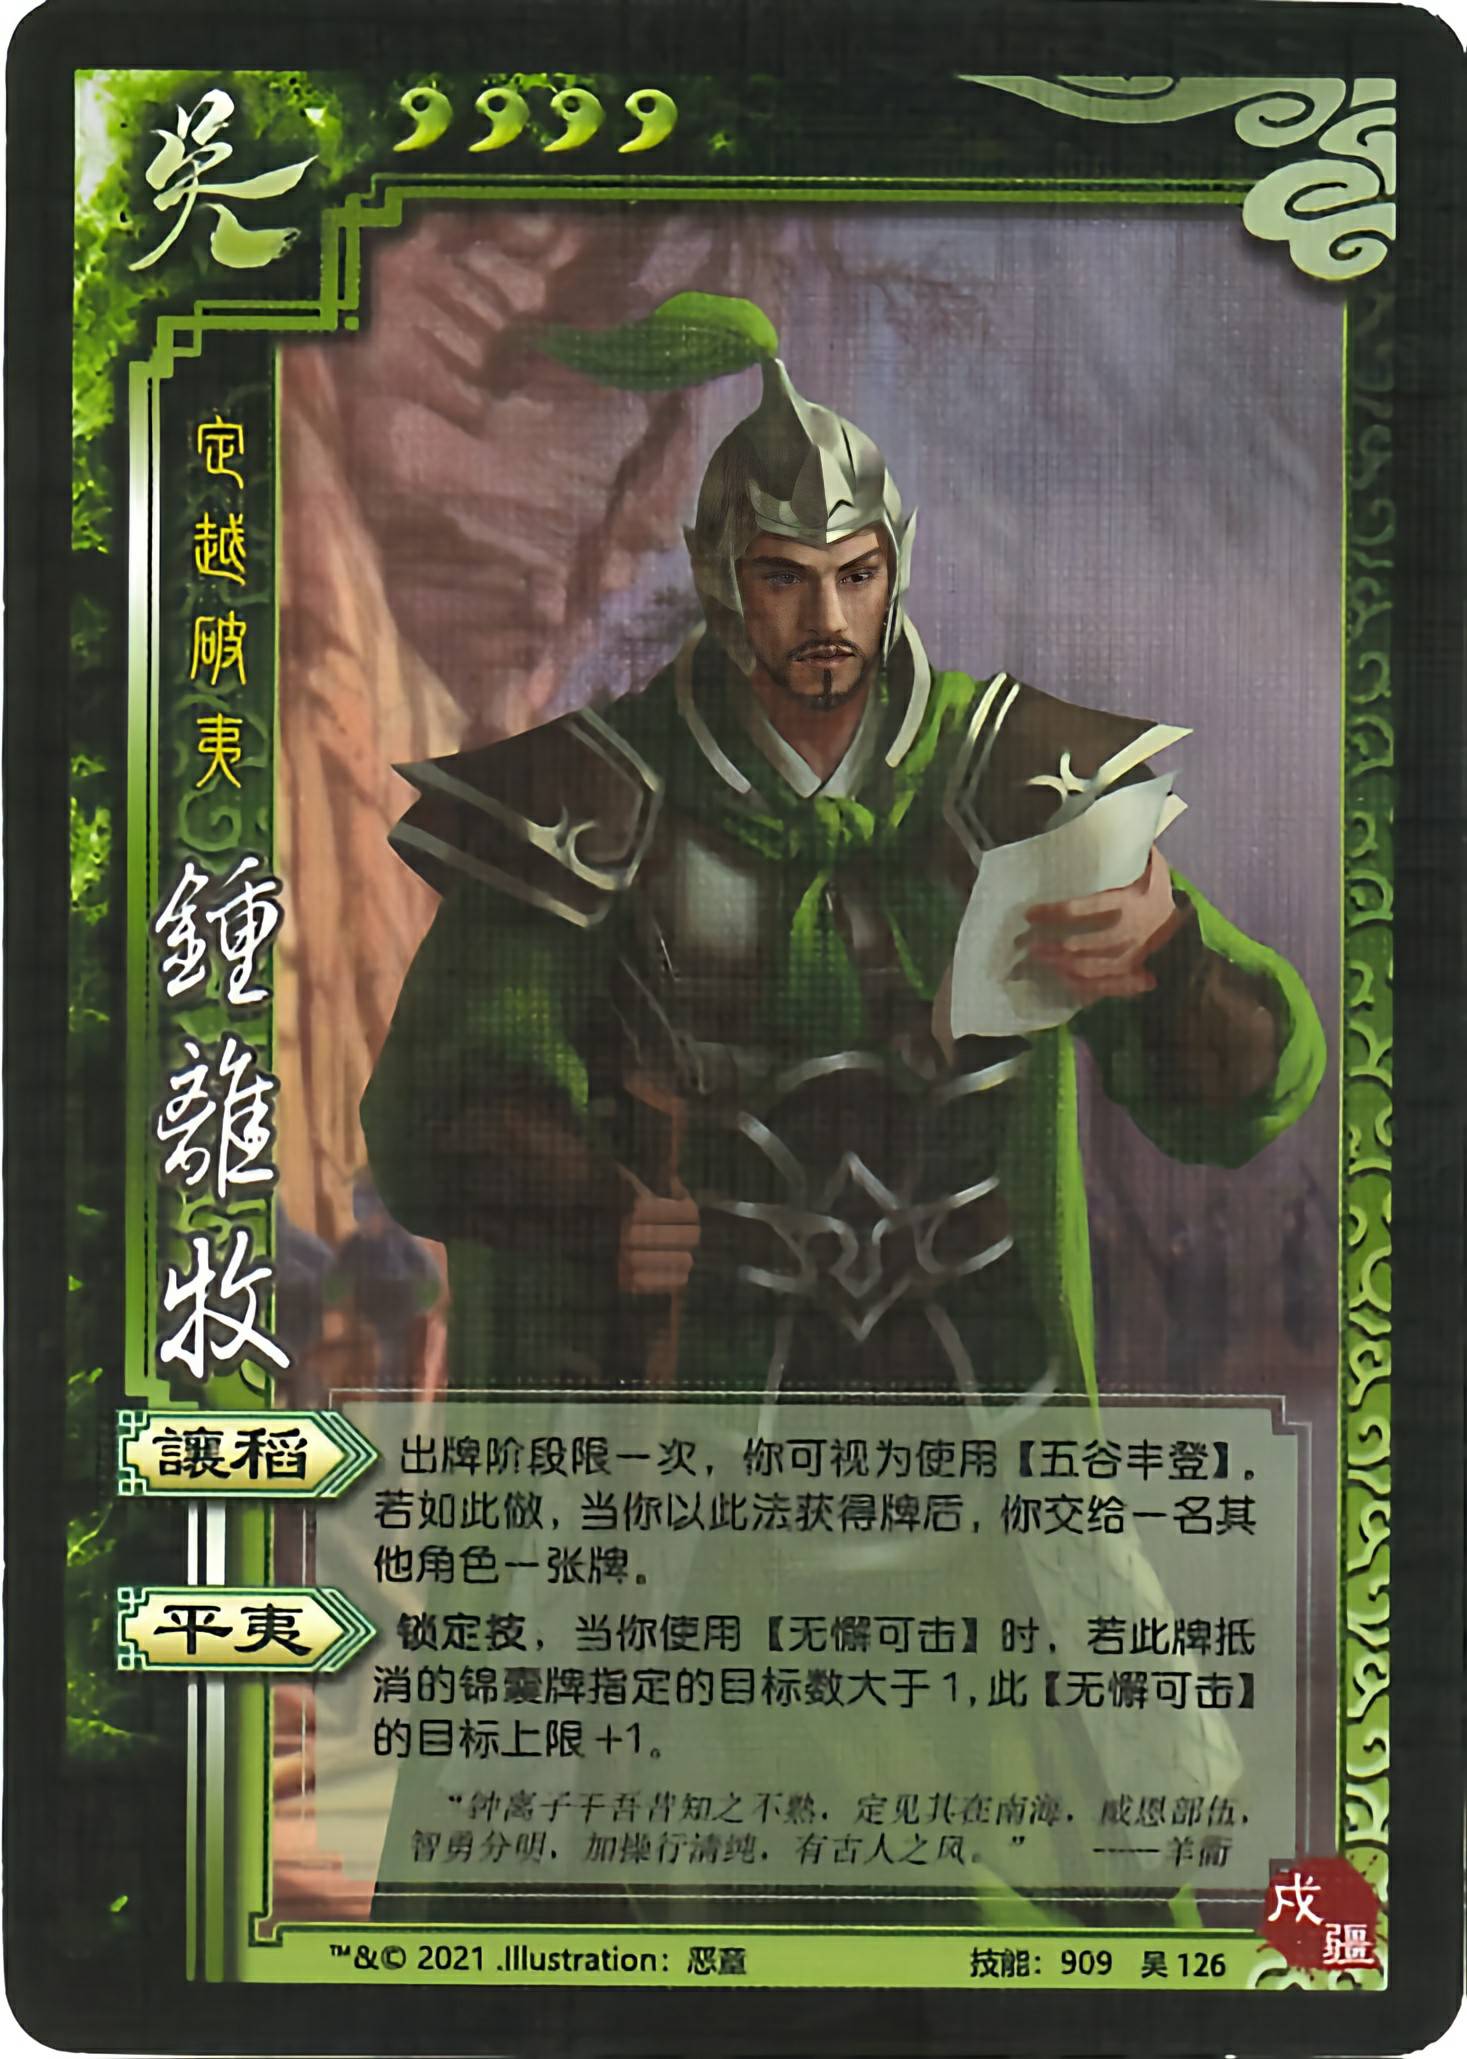 吴
定越破夷
鍾離牧
讓稻
出牌阶段限一次，你可视为使用【五谷丰登】。
若如此做，当你以此法获得牌后，你交给一名其
他角色一张牌。
平夷
锁定技，当你使用【无懈可击】时，若此牌抵
消的锦囊牌指定的目标数大于1，此【无懈可击】
的目标上限+1。
“钟离子干吾昔知之不熟，定见其在南海，威恩部伍，
智勇分明，加操行清纯，有古人之风。”——羊衜
™&© 2021 .Illustration：恶童
技能：909 吴126
戍疆